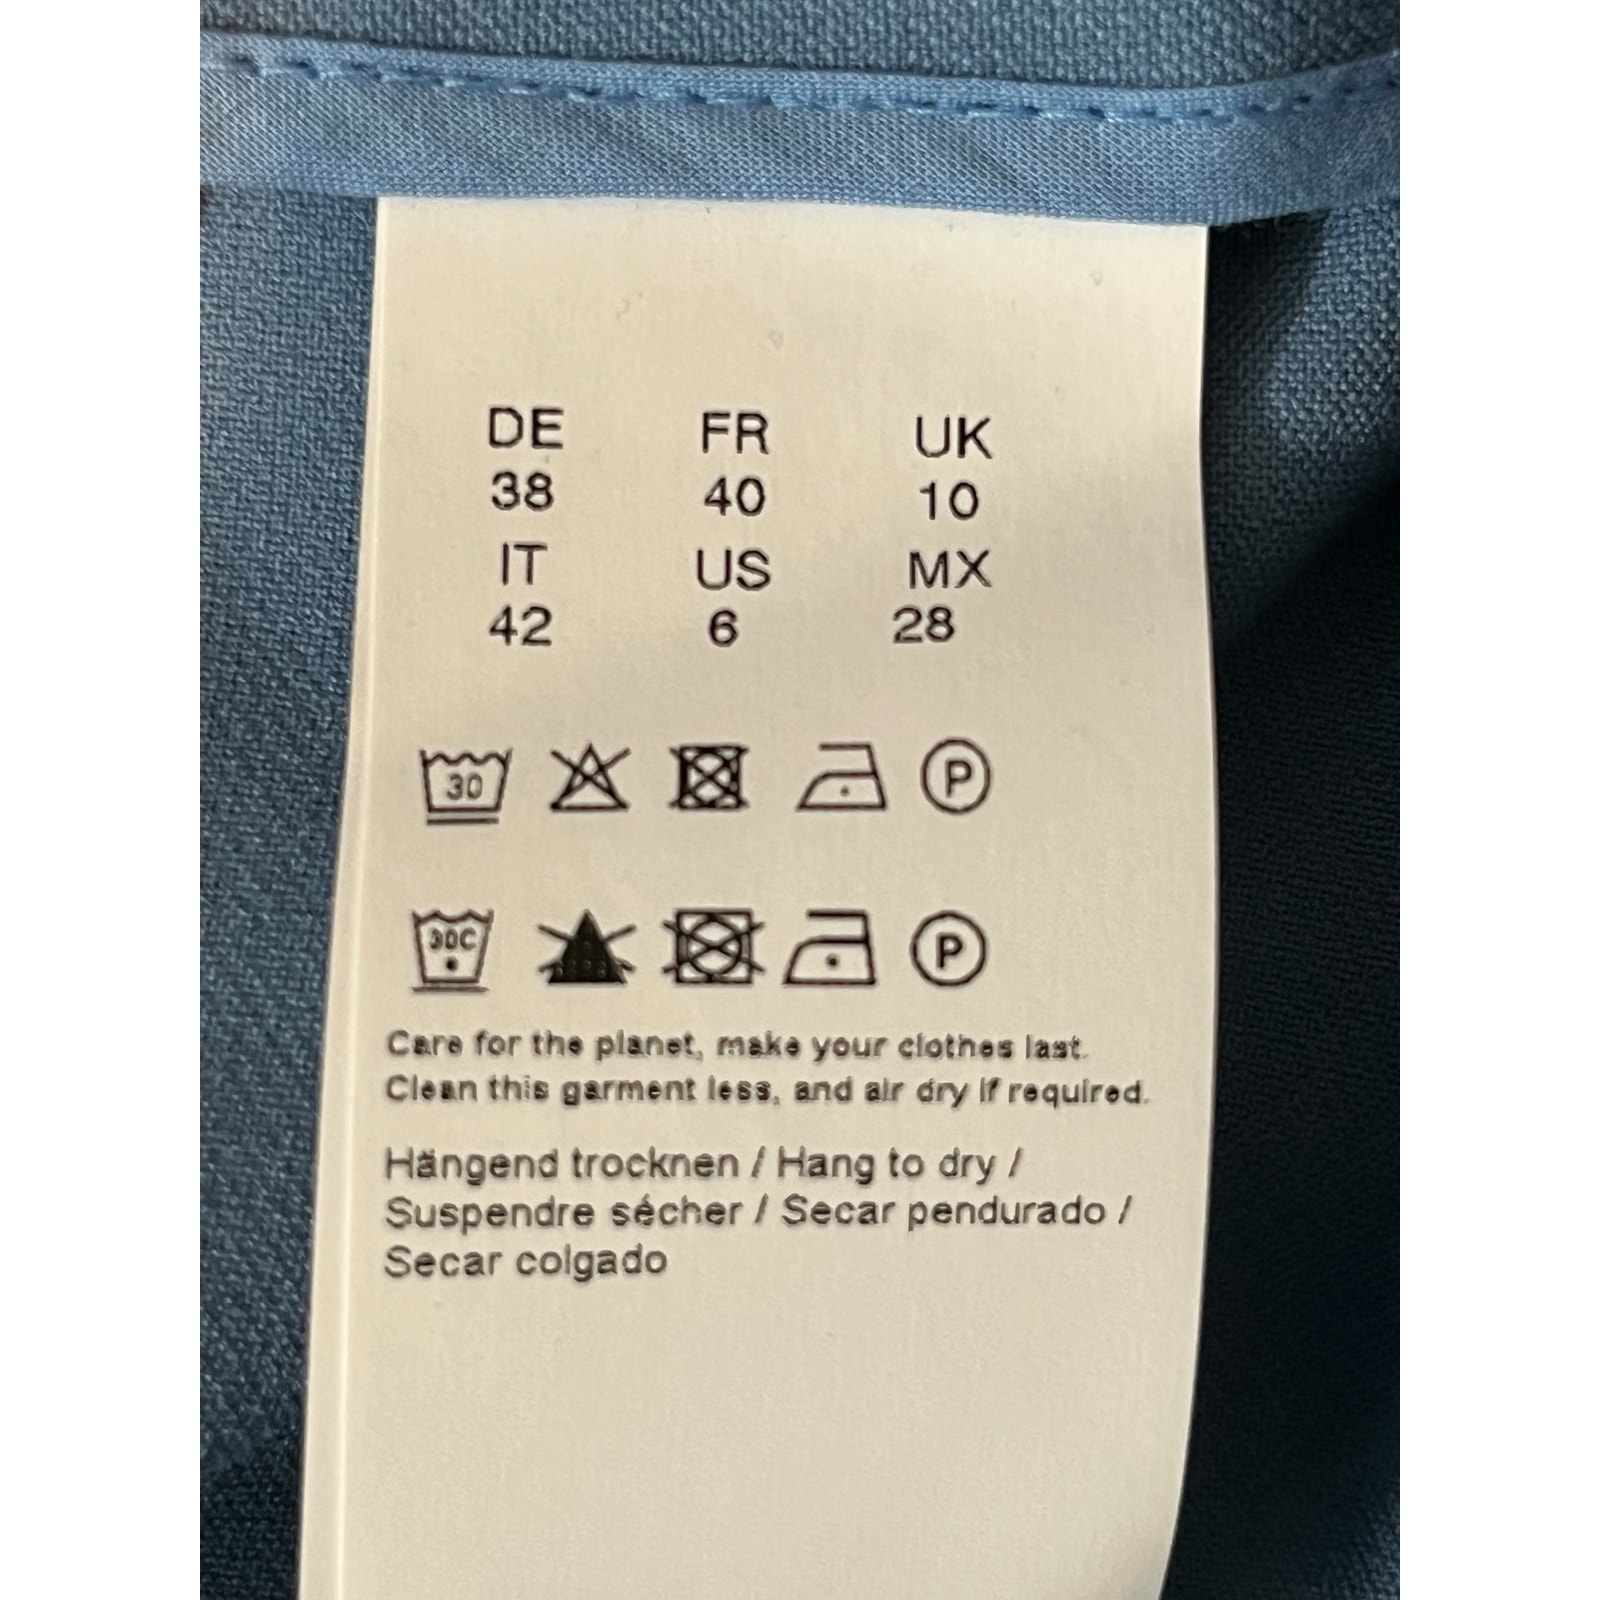 DE FR UK
38 40 10
IT US MX
42 6 28
30 P
30C P
Care for the planet, make your clothes last.
Clean this garment less, and air dry if required.
Hängend trocknen / Hang to dry /
Suspendre sécher / Secar pendurado /
Secar colgado